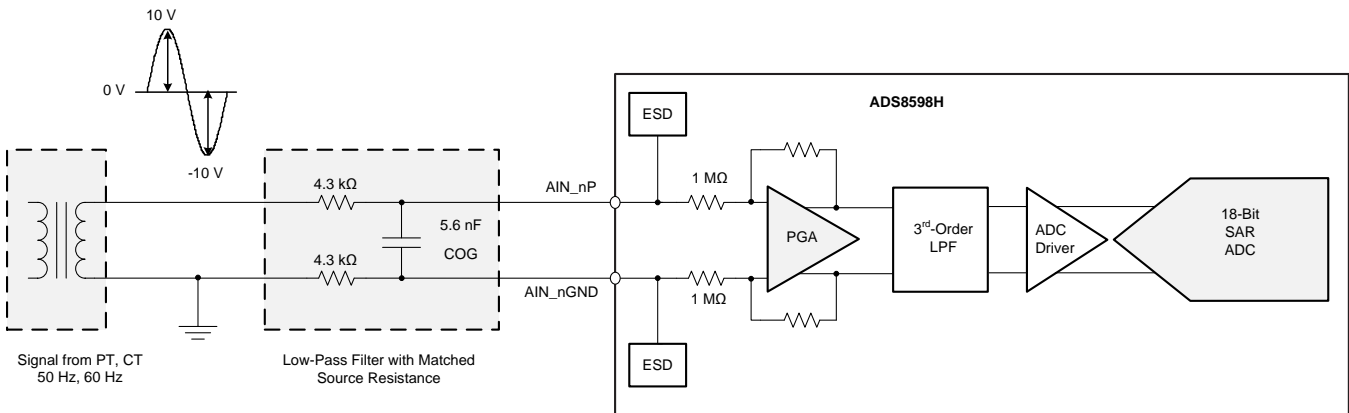 10 V
0 V
-10 V
ADS8598H
ESD
4.3 kΩ
AIN_nP
1 MΩ
5.6 nF
COG
PGA
3rd-Order
LPF
ADC
Driver
18-Bit
SAR
ADC
4.3 kΩ
AIN_nGND
1 MΩ
ESD
Signal from PT, CT
50 Hz, 60 Hz
Low-Pass Filter with Matched
Source Resistance